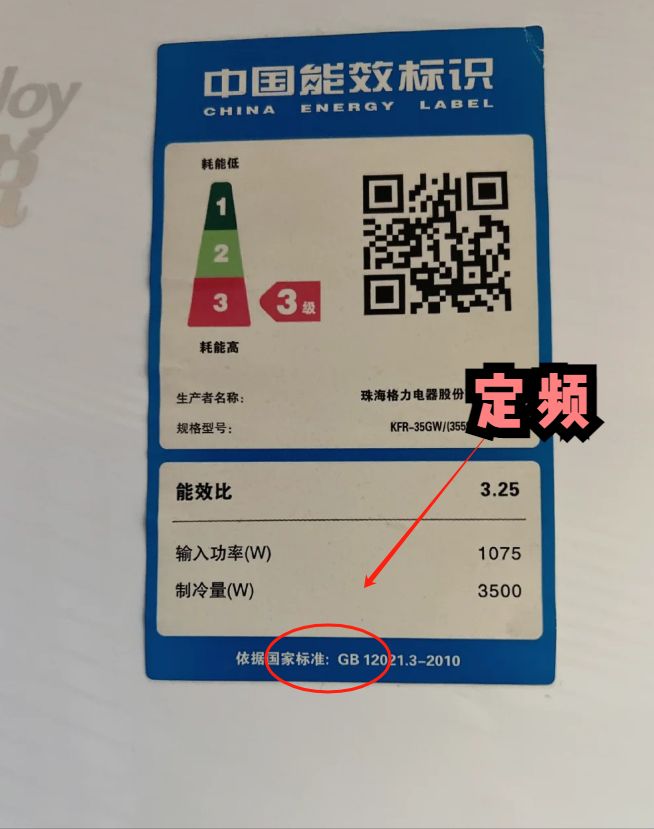 中国能效标识
CHINA ENERGY LABEL
耗能低
1
2
3
3级
耗能高
生产者名称:
珠海格力电器股份
规格型号:
KFR-35GW/(355
定频
能效比
3.25
输入功率(W)
1075
制冷量(W)
3500
依据国家标准: GB 12021.3-2010